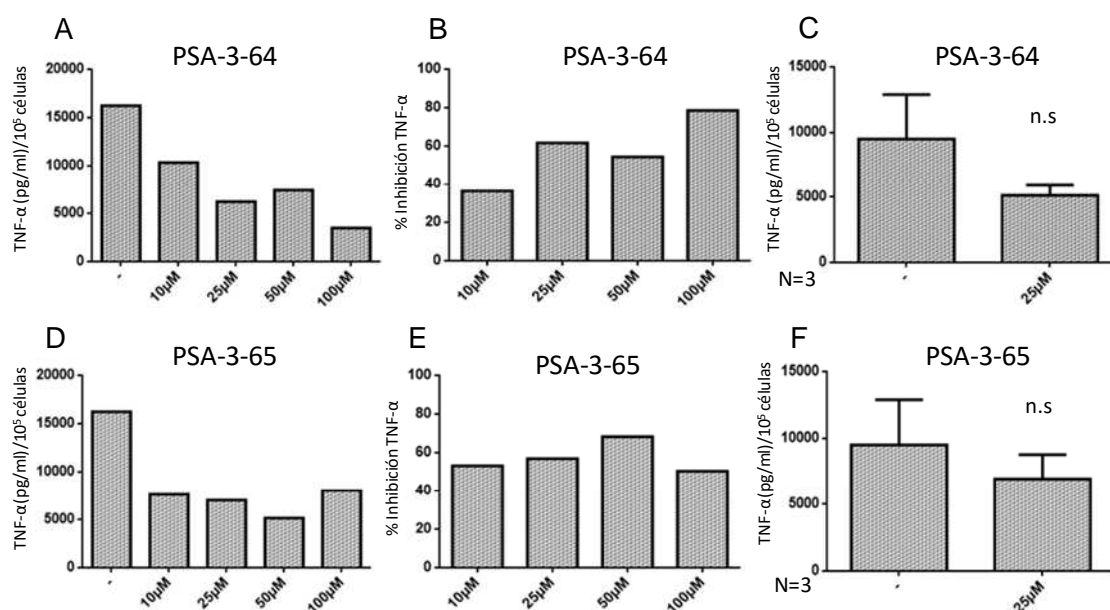 A
PSA-3-64
TNF-α (pg/ml)/10⁵ células
20000
15000
10000
5000
0
-
10µM
25µM
50µM
100µM
B
PSA-3-64
% Inhibición TNF-α
100
80
60
40
20
0
10µM
25µM
50µM
100µM
C
PSA-3-64
TNF-α (pg/ml)/10⁵ células
15000
10000
5000
0
n.s
N=3
-
25µM
D
PSA-3-65
TNF-α(pg/ml)/10⁵ células
20000
15000
10000
5000
0
-
10µM
25µM
50µM
100µM
E
PSA-3-65
% Inhibición TNF-α
100
80
60
40
20
0
10µM
25µM
50µM
100µM
F
PSA-3-65
TNF-α(pg/ml)/10⁵ células
15000
10000
5000
0
n.s
N=3
-
25µM